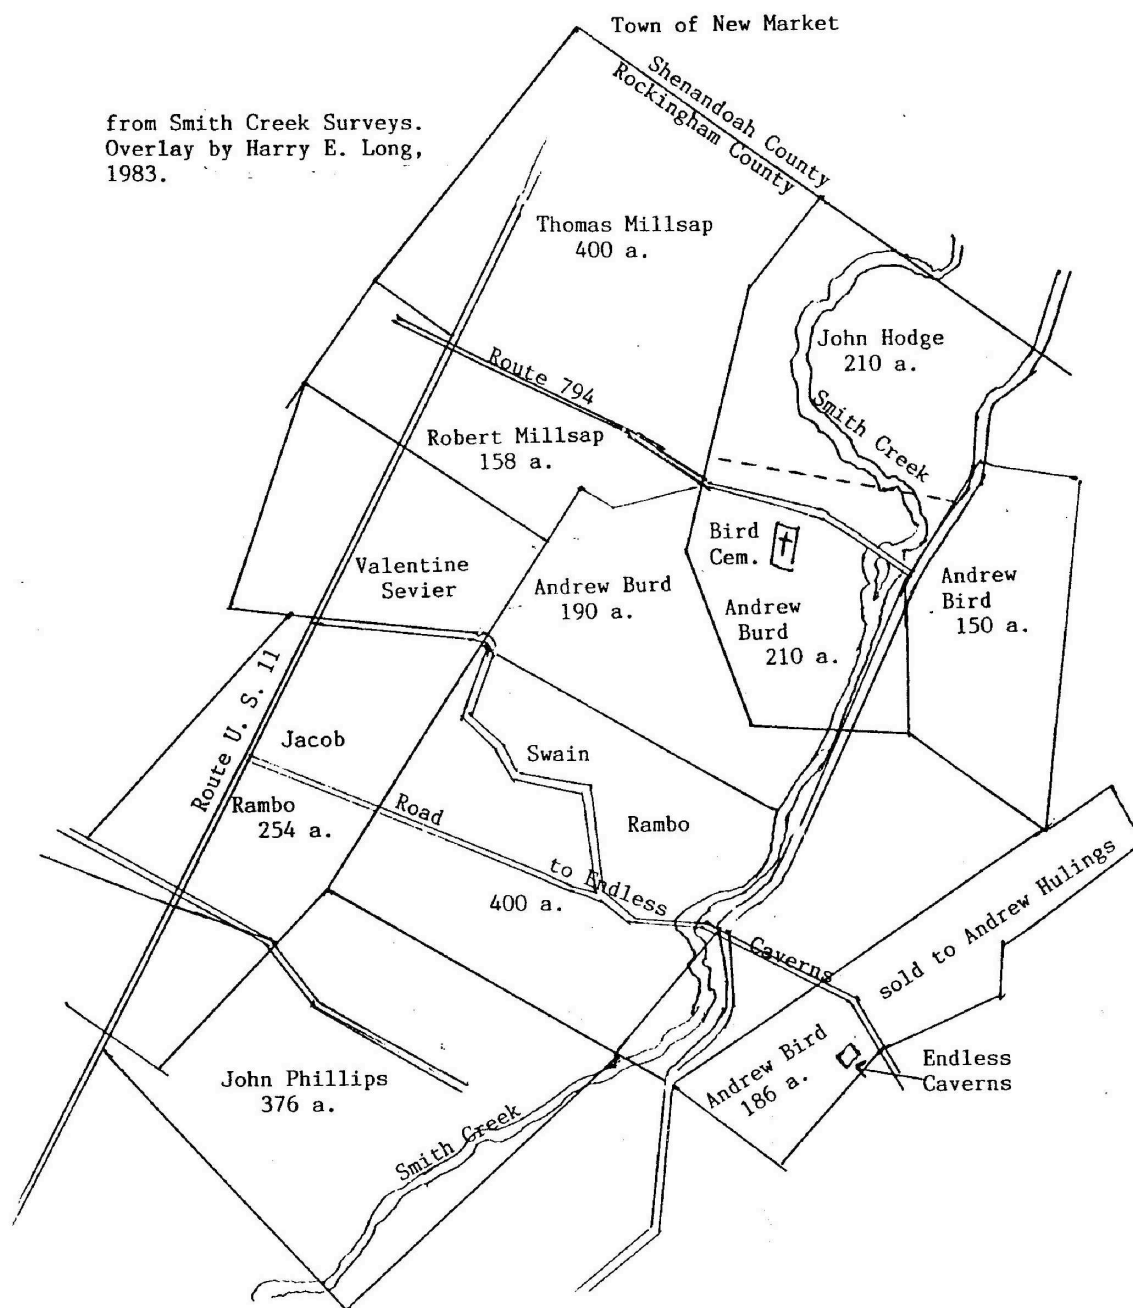 Town of New Market
Shenandoah County
Rockingham County
from Smith Creek Surveys.
Overlay by Harry E. Long,
1983.
Thomas Millsap
400 a.
John Hodge
210 a.
Route 794
Smith Creek
Robert Millsap
158 a.
Bird
Cem.
Valentine
Sevier
Andrew Burd
190 a.
Andrew
Burd
210 a.
Andrew
Bird
150 a.
Route U. S. 11
Jacob
Rambo
254 a.
Swain
Rambo
400 a.
Road
to Endless
Caverns
sold to Andrew Hulings
Andrew Bird
186 a.
Endless
Caverns
John Phillips
376 a.
Smith Creek